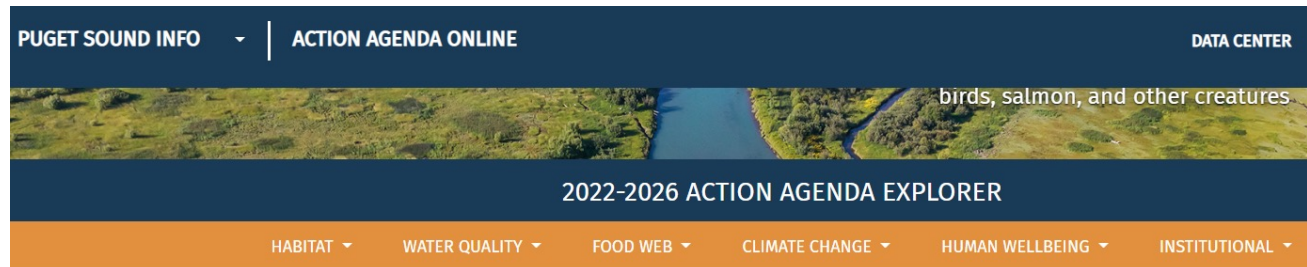 PUGET SOUND INFO ACTION AGENDA ONLINE DATA CENTER
birds, salmon, and other creatures
2022-2026 ACTION AGENDA EXPLORER
HABITAT WATER QUALITY FOOD WEB CLIMATE CHANGE HUMAN WELLBEING INSTITUTIONAL